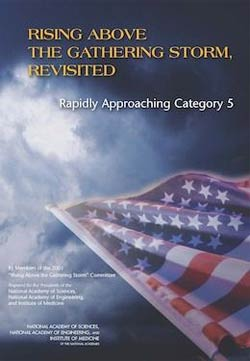 RISING ABOVE
THE GATHERING STORM,
REVISITED
Rapidly Approaching Category 5
By Members of the 2005
"Rising Above the Gathering Storm" Committee
Prepared for the Presidents of the
National Academy of Sciences,
National Academy of Engineering,
and Institute of Medicine
NATIONAL ACADEMY OF SCIENCES,
NATIONAL ACADEMY OF ENGINEERING, AND
INSTITUTE OF MEDICINE
OF THE NATIONAL ACADEMIES